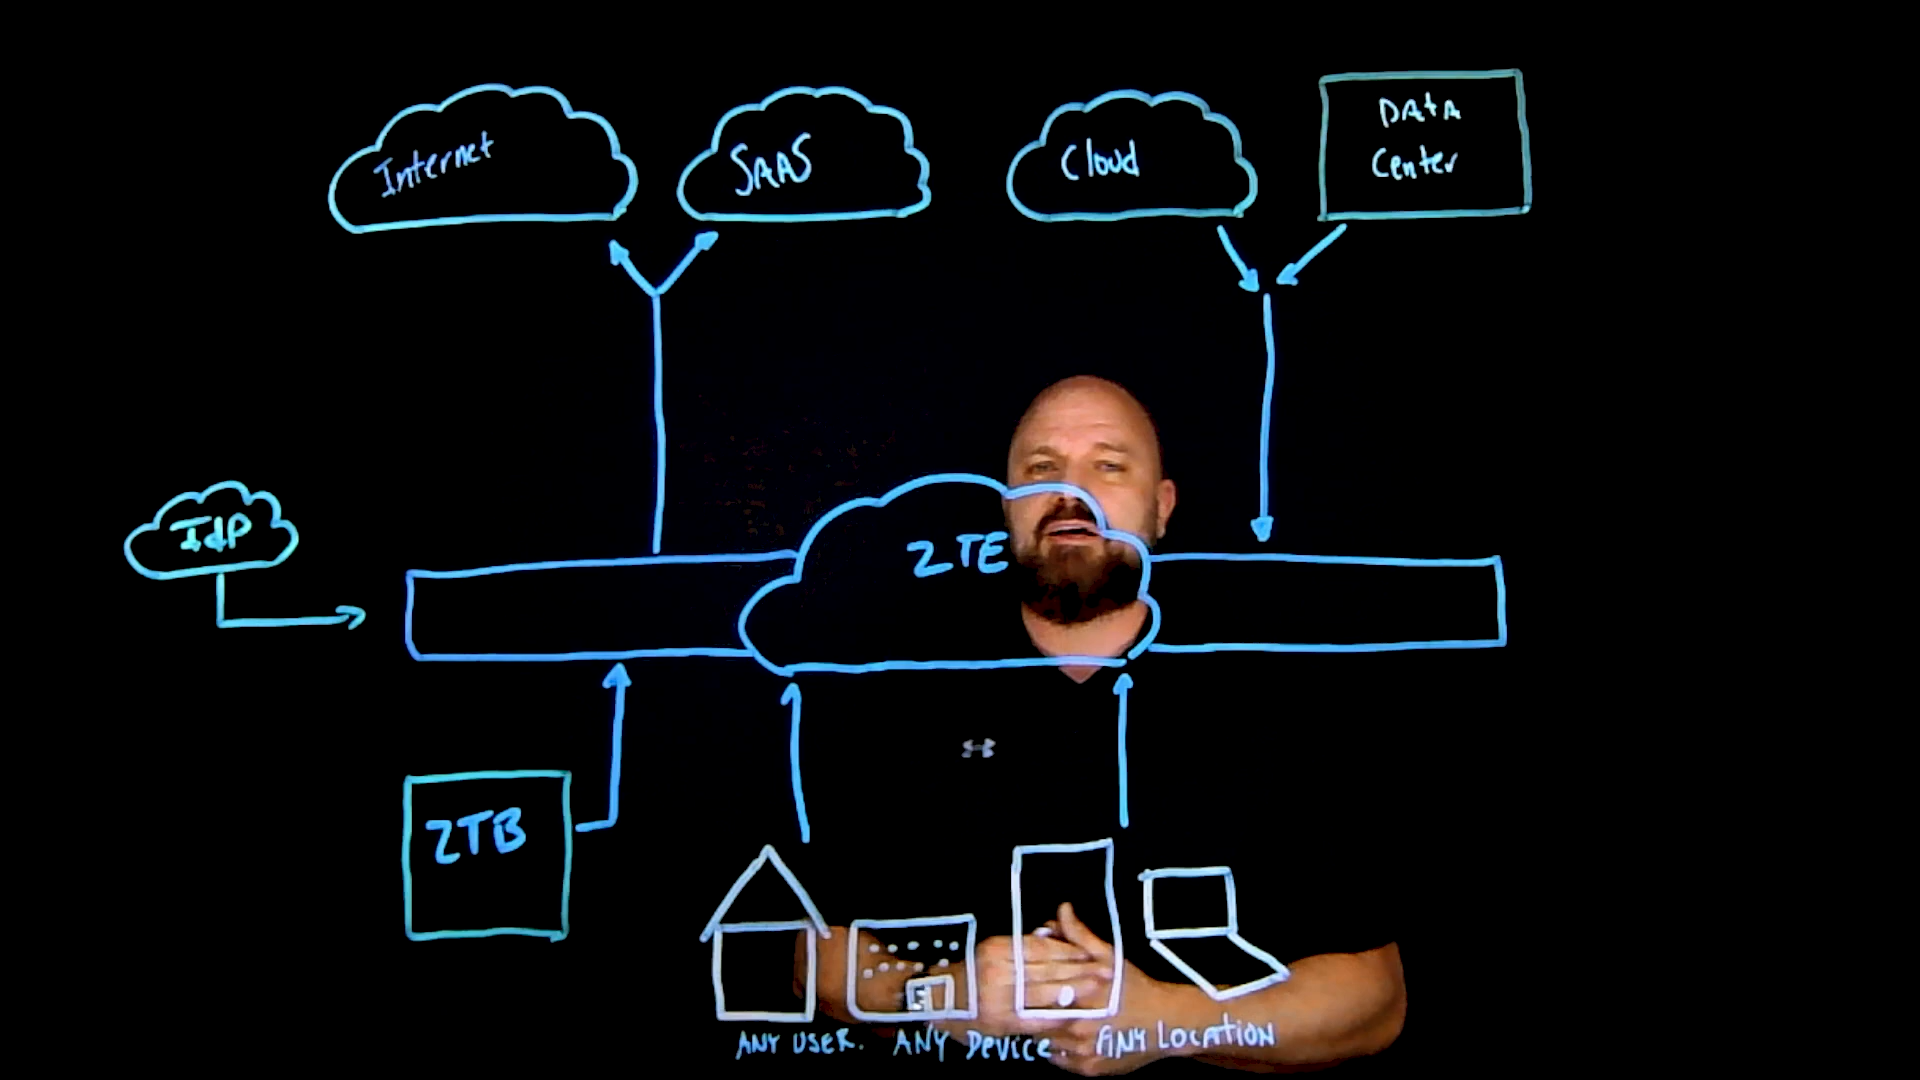 Internet
SAAS
Cloud
DAtA
Center
IdP
ZTE
ZTB
ANY USER. ANY Device. ANY LOCATION